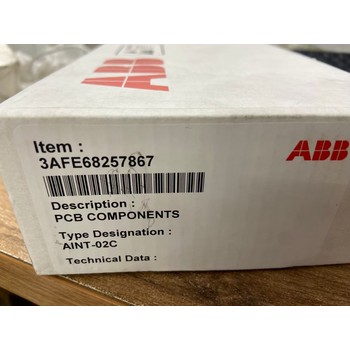 ABB
Item :
3AFE68257867
ABB
Description :
PCB COMPONENTS
Type Designation :
AINT-02C
Technical Data :